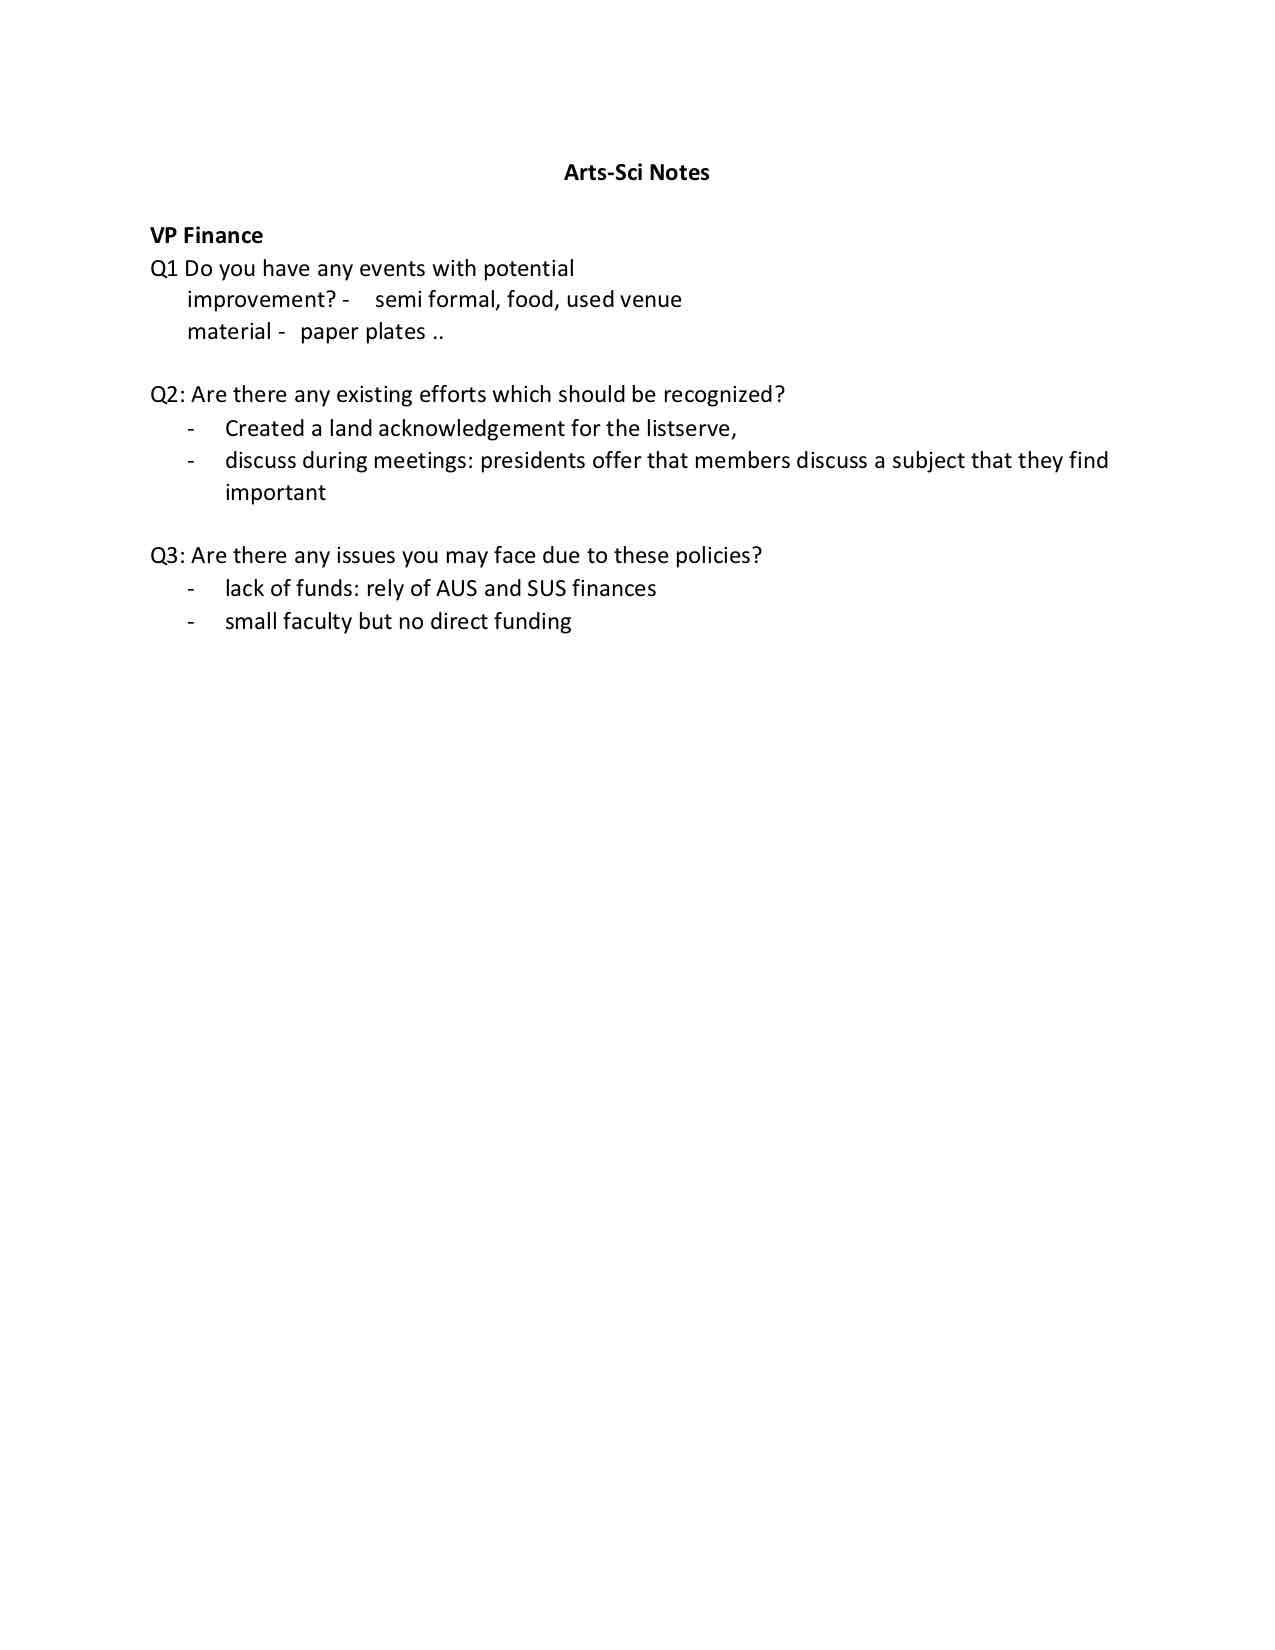 Arts-Sci Notes
VP Finance
Q1 Do you have any events with potential
improvement? - semi formal, food, used venue
material - paper plates ..
Q2: Are there any existing efforts which should be recognized?
- Created a land acknowledgement for the listserve,
- discuss during meetings: presidents offer that members discuss a subject that they find
important
Q3: Are there any issues you may face due to these policies?
- lack of funds: rely of AUS and SUS finances
- small faculty but no direct funding